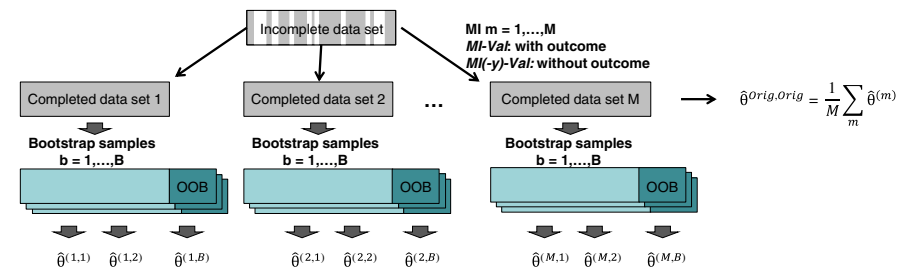 Incomplete data set
MI m = 1,...,M
MI-Val: with outcome
MI(-y)-Val: without outcome
Completed data set 1
Completed data set 2
...
Completed data set M
θ̂^{Orig,Orig} = \frac{1}{M} \sum_{m} θ̂^{(m)}
Bootstrap samples
b = 1,...,B
Bootstrap samples
b = 1,...,B
Bootstrap samples
b = 1,...,B
OOB
OOB
OOB
θ̂^{(1,1)} θ̂^{(1,2)} θ̂^{(1,B)}
θ̂^{(2,1)} θ̂^{(2,2)} θ̂^{(2,B)}
θ̂^{(M,1)} θ̂^{(M,2)} θ̂^{(M,B)}